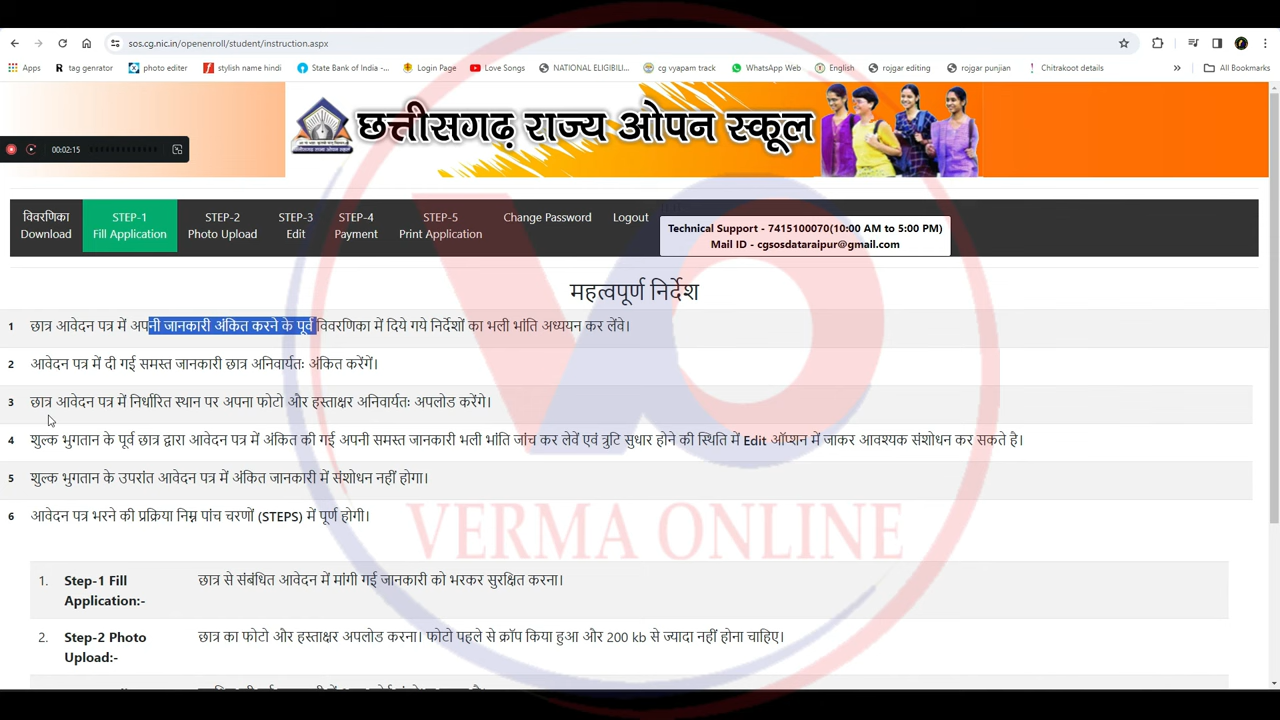 sos.cg.nic.in/openenroll/student/instruction.aspx
Apps tag genrator photo editer stylish name hindi State Bank of India -... Login Page Love Songs NATIONAL ELIGIBILI... cg vyapam track WhatsApp Web English rojgar editing rojgar punjian Chitrakoot details » All Bookmarks
छत्तीसगढ़ राज्य ओपन स्कूल
00:02:15
विवरणिका Download
STEP-1 Fill Application
STEP-2 Photo Upload
STEP-3 Edit
STEP-4 Payment
STEP-5 Print Application
Change Password
Logout
Technical Support - 7415100070(10:00 AM to 5:00 PM)
Mail ID - cgsosdataraipur@gmail.com
महत्वपूर्ण निर्देश
1 छात्र आवेदन पत्र में अपनी जानकारी अंकित करने के पूर्व विवरणिका में दिये गये निर्देशों का भली भांति अध्ययन कर लेंवे।
2 आवेदन पत्र में दी गई समस्त जानकारी छात्र अनिवार्यतः अंकित करेंगें।
3 छात्र आवेदन पत्र में निर्धारित स्थान पर अपना फोटो और हस्ताक्षर अनिवार्यतः अपलोड करेंगे।
4 शुल्क भुगतान के पूर्व छात्र द्वारा आवेदन पत्र में अंकित की गई अपनी समस्त जानकारी भली भांति जांच कर लेवें एवं त्रुटि सुधार होने की स्थिति में Edit ऑप्शन में जाकर आवश्यक संशोधन कर सकते है।
5 शुल्क भुगतान के उपरांत आवेदन पत्र में अंकित जानकारी में संशोधन नहीं होगा।
6 आवेदन पत्र भरने की प्रक्रिया निम्न पांच चरणों (STEPS) में पूर्ण होगी।
VERMA ONLINE
1. Step-1 Fill Application:- छात्र से संबंधित आवेदन में मांगी गई जानकारी को भरकर सुरक्षित करना।
2. Step-2 Photo Upload:- छात्र का फोटो और हस्ताक्षर अपलोड करना। फोटो पहले से क्रॉप किया हुआ और 200 kb से ज्यादा नहीं होना चाहिए।